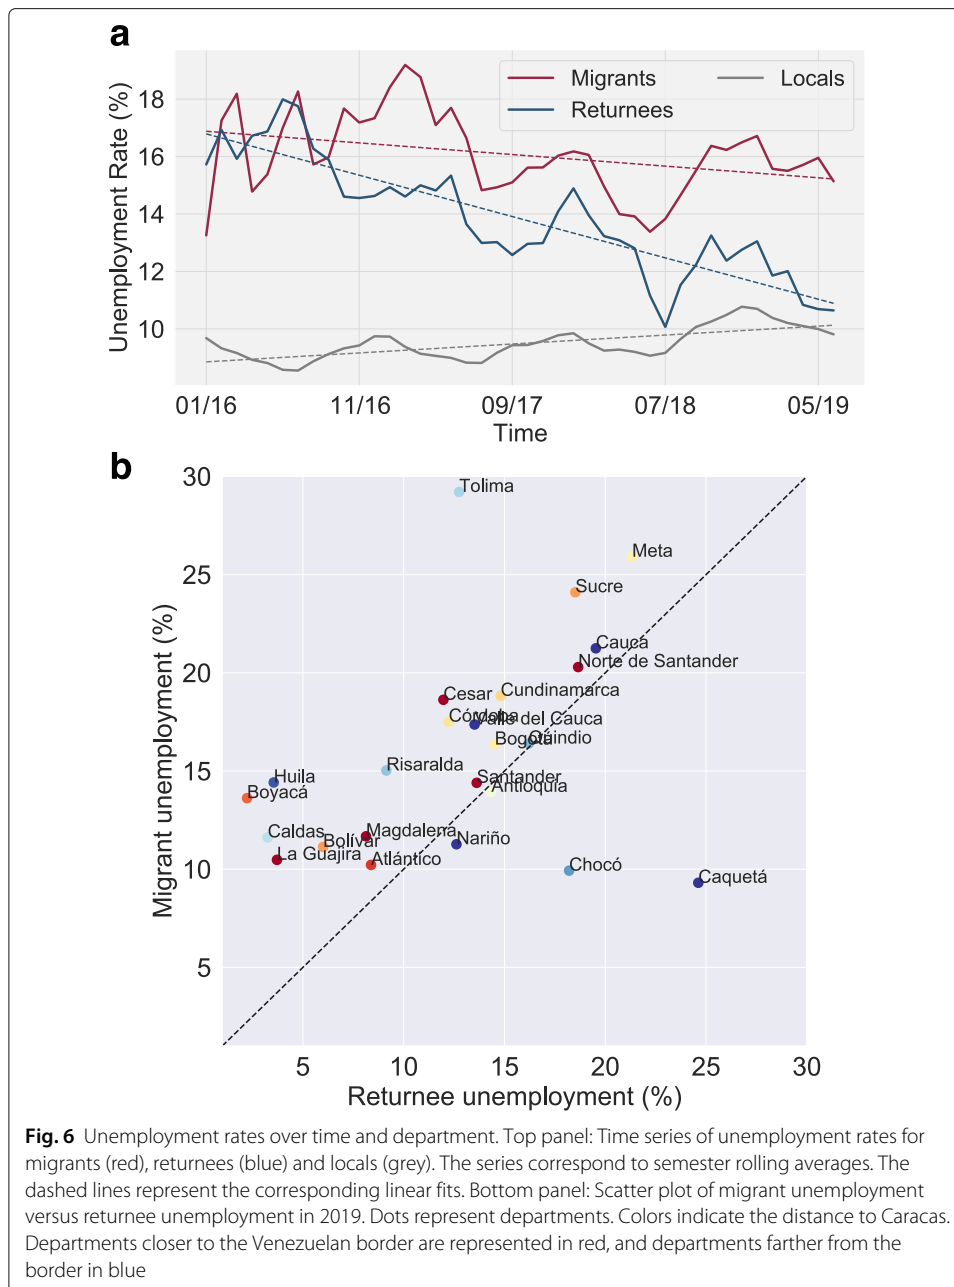 a
Unemployment Rate (%)
18
16
14
12
10
Migrants
Returnees
Locals
01/16
11/16
09/17
07/18
05/19
Time
b
Migrant unemployment (%)
30
25
20
15
10
5
Tolima
Meta
Sucre
Cauca
Norte de Santander
Cesar
Cundinamarca
Córdoba
Valle del Cauca
Bogotá
Quindio
Risaralda
Huila
Santander
Boyacá
Antioquia
Caldas
Magdalena
Bolívar
Nariño
La Guajira
Atlántico
Chocó
Caquetá
5
10
15
20
25
30
Returnee unemployment (%)
Fig. 6 Unemployment rates over time and department. Top panel: Time series of unemployment rates for
migrants (red), returnees (blue) and locals (grey). The series correspond to semester rolling averages. The
dashed lines represent the corresponding linear fits. Bottom panel: Scatter plot of migrant unemployment
versus returnee unemployment in 2019. Dots represent departments. Colors indicate the distance to Caracas.
Departments closer to the Venezuelan border are represented in red, and departments farther from the
border in blue